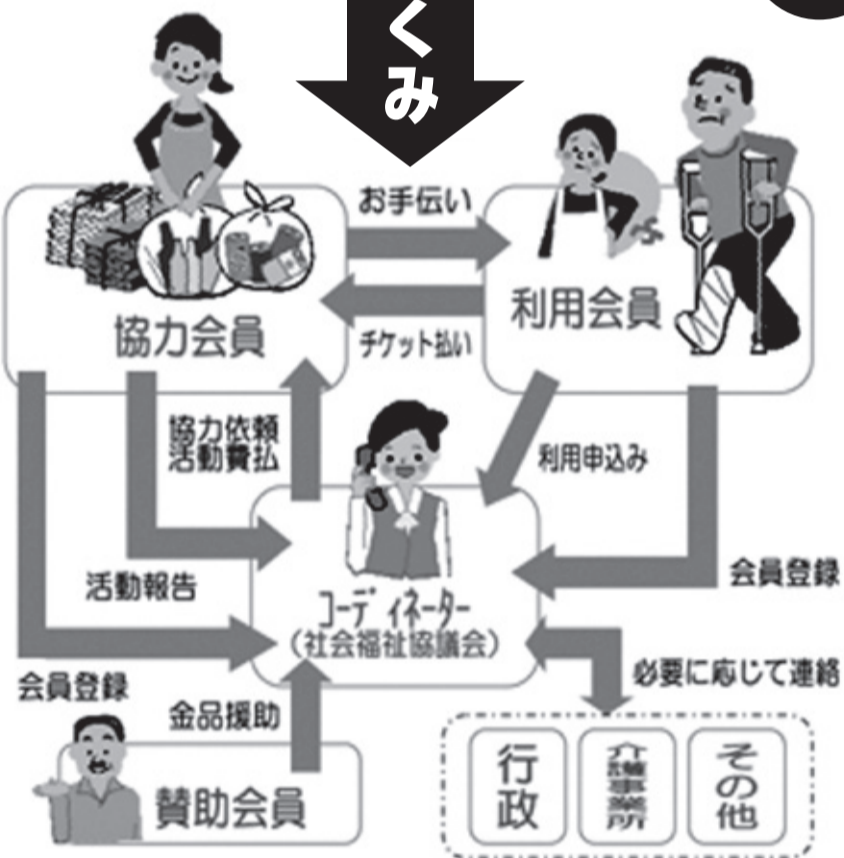 くみ
お手伝い
協力会員
利用会員
チケット払い
協力依頼
活動費払
利用申込み
活動報告
コーディネーター
（社会福祉協議会）
会員登録
会員登録
必要に応じて連絡
金品援助
賛助会員
行政
介護事業所
その他